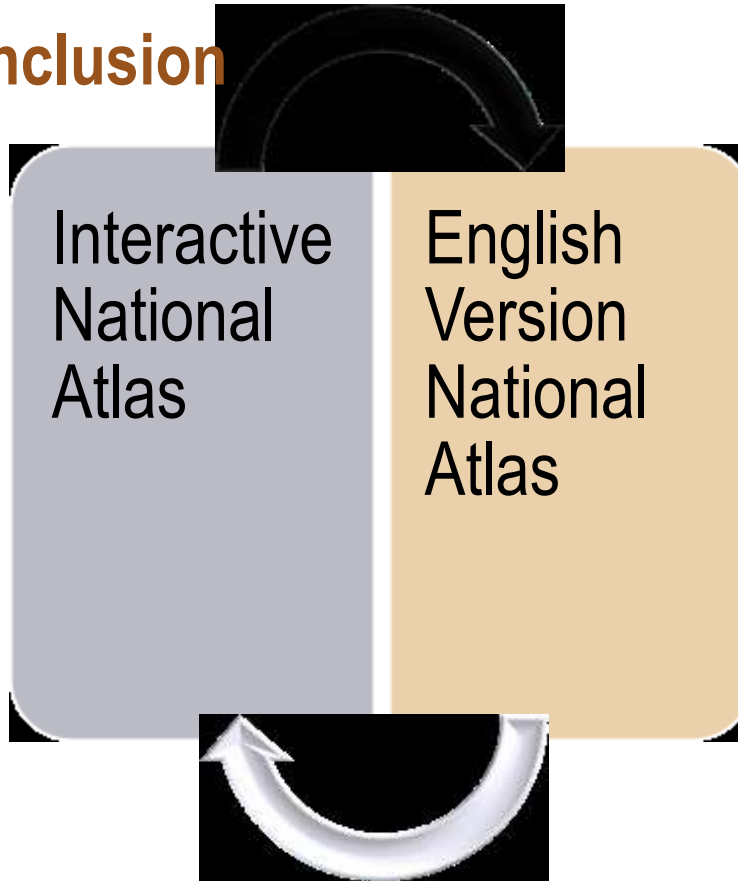 nclusion
Interactive
National
Atlas
English
Version
National
Atlas